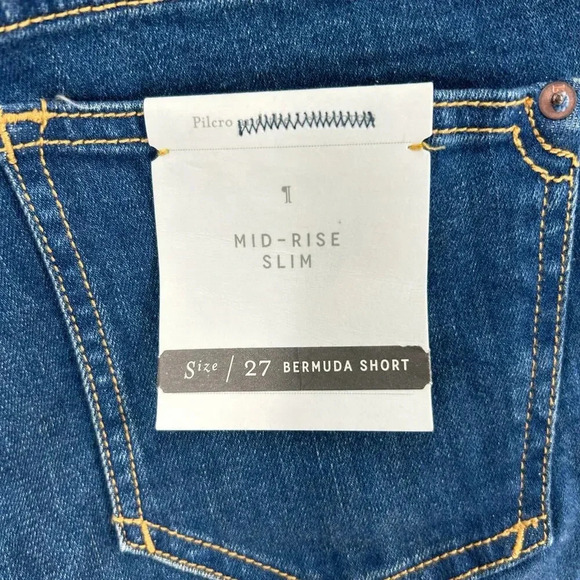 Pilcro
¶
MID-RISE
SLIM
Size / 27 BERMUDA SHORT